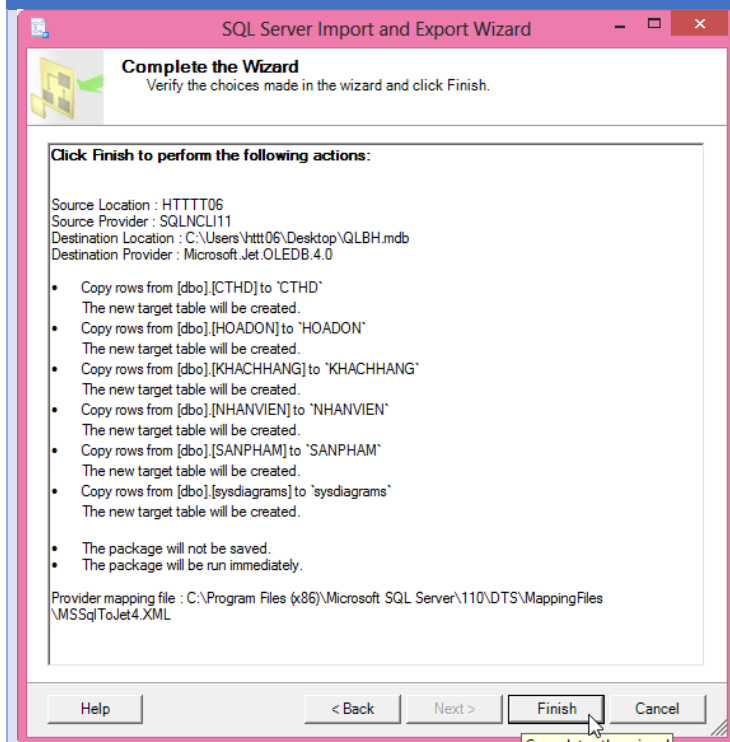 SQL Server Import and Export Wizard
Complete the Wizard
Verify the choices made in the wizard and click Finish.
Click Finish to perform the following actions:
Source Location : HTTTT06
Source Provider : SQLNCLI11
Destination Location : C:\Users\httt06\Desktop\QLBH.mdb
Destination Provider : Microsoft.Jet.OLEDB.4.0
• Copy rows from [dbo].[CTHD] to `CTHD`
The new target table will be created.
• Copy rows from [dbo].[HOADON] to `HOADON`
The new target table will be created.
• Copy rows from [dbo].[KHACHHANG] to `KHACHHANG`
The new target table will be created.
• Copy rows from [dbo].[NHANVIEN] to `NHANVIEN`
The new target table will be created.
• Copy rows from [dbo].[SANPHAM] to `SANPHAM`
The new target table will be created.
• Copy rows from [dbo].[sysdiagrams] to `sysdiagrams`
The new target table will be created.
• The package will not be saved.
• The package will be run immediately.
Provider mapping file : C:\Program Files (x86)\Microsoft SQL Server\110\DTS\MappingFiles
\MSSqlToJet4.XML
Help
< Back
Next >
Finish
Cancel